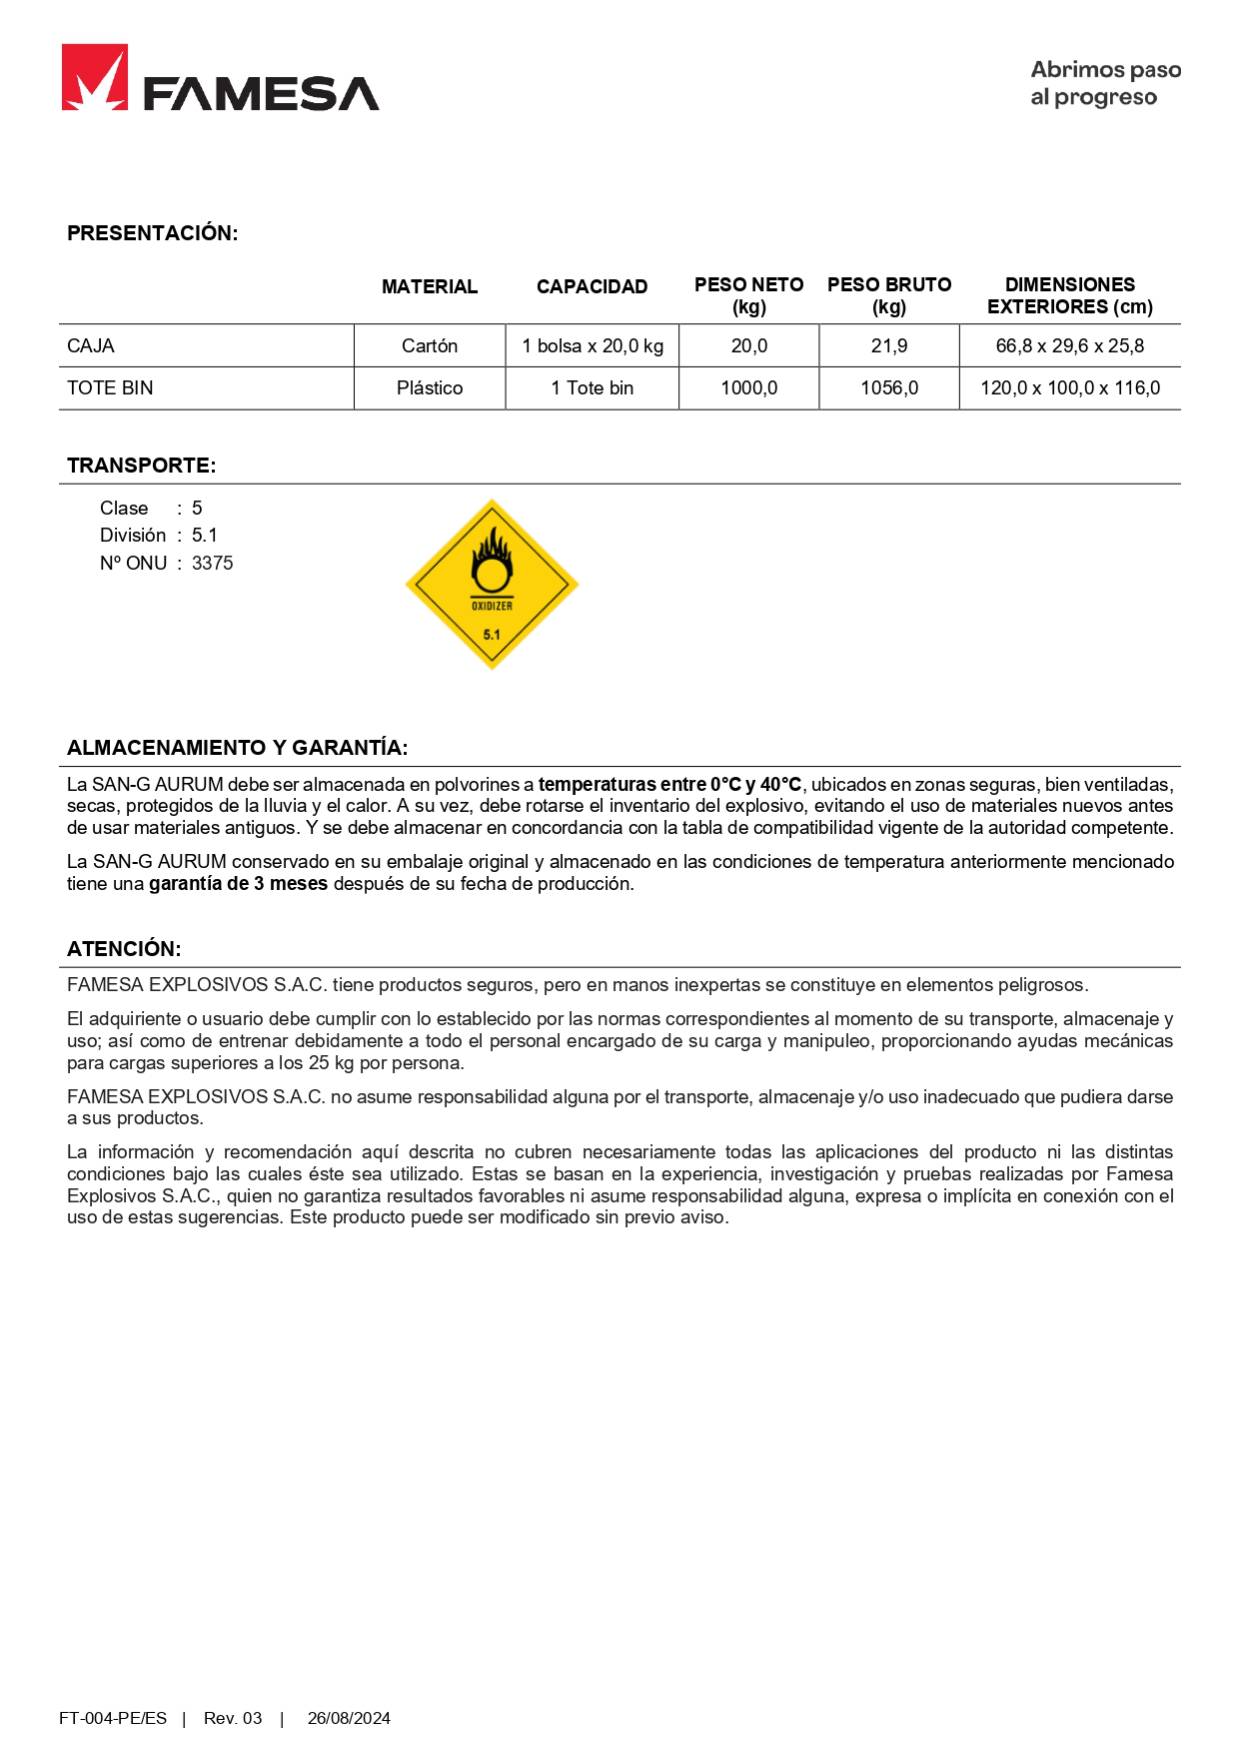 FAMESA
Abrimos paso
al progreso
PRESENTACIÓN:
MATERIAL CAPACIDAD PESO NETO (kg) PESO BRUTO (kg) DIMENSIONES EXTERIORES (cm)
CAJA Cartón 1 bolsa x 20,0 kg 20,0 21,9 66,8 x 29,6 x 25,8
TOTE BIN Plástico 1 Tote bin 1000,0 1056,0 120,0 x 100,0 x 116,0
TRANSPORTE:
Clase : 5
División : 5.1
Nº ONU : 3375
OXIDIZER
5.1
ALMACENAMIENTO Y GARANTÍA:
La SAN-G AURUM debe ser almacenada en polvorines a temperaturas entre 0°C y 40°C, ubicados en zonas seguras, bien ventiladas,
secas, protegidos de la lluvia y el calor. A su vez, debe rotarse el inventario del explosivo, evitando el uso de materiales nuevos antes
de usar materiales antiguos. Y se debe almacenar en concordancia con la tabla de compatibilidad vigente de la autoridad competente.
La SAN-G AURUM conservado en su embalaje original y almacenado en las condiciones de temperatura anteriormente mencionado
tiene una garantía de 3 meses después de su fecha de producción.
ATENCIÓN:
FAMESA EXPLOSIVOS S.A.C. tiene productos seguros, pero en manos inexpertas se constituye en elementos peligrosos.
El adquiriente o usuario debe cumplir con lo establecido por las normas correspondientes al momento de su transporte, almacenaje y
uso; así como de entrenar debidamente a todo el personal encargado de su carga y manipuleo, proporcionando ayudas mecánicas
para cargas superiores a los 25 kg por persona.
FAMESA EXPLOSIVOS S.A.C. no asume responsabilidad alguna por el transporte, almacenaje y/o uso inadecuado que pudiera darse
a sus productos.
La información y recomendación aquí descrita no cubren necesariamente todas las aplicaciones del producto ni las distintas
condiciones bajo las cuales éste sea utilizado. Estas se basan en la experiencia, investigación y pruebas realizadas por Famesa
Explosivos S.A.C., quien no garantiza resultados favorables ni asume responsabilidad alguna, expresa o implícita en conexión con el
uso de estas sugerencias. Este producto puede ser modificado sin previo aviso.
FT-004-PE/ES | Rev. 03 | 26/08/2024